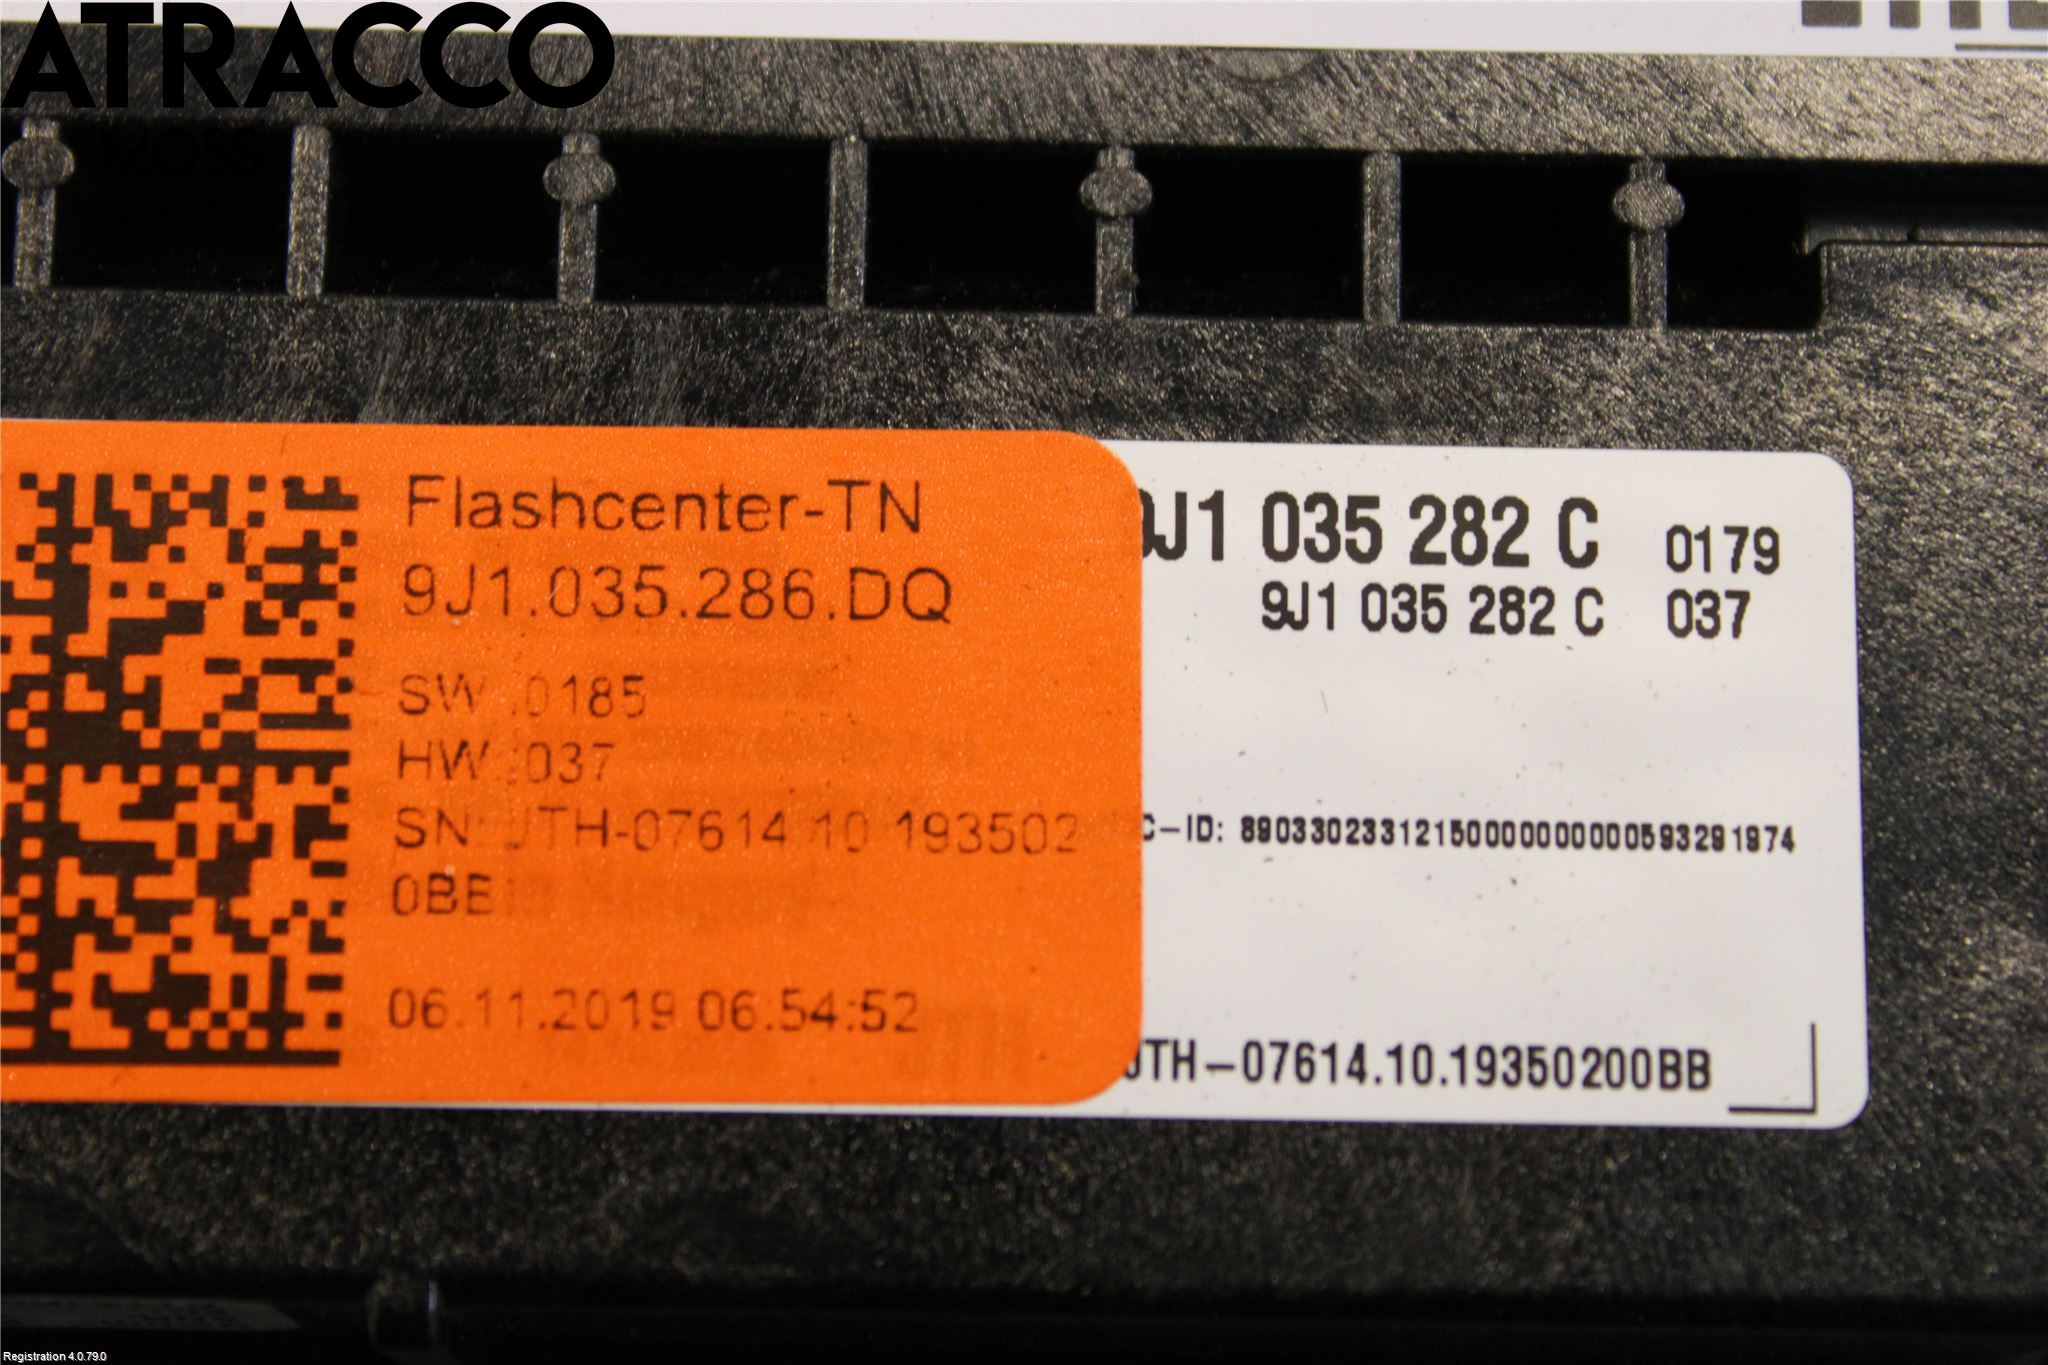 ATRACCO
MOSS
Flashcenter-TN
9J1.035.286.DQ
SW:0185
HW:037
SN: JTH-07614 10 193502
0BB
06.11.2019 06:54:52
9J1 035 282 C 0179
9J1 035 282 C 037
C-ID: 89033023312150000000000593291974
JTH-07614.10.19350200BB
Registration 4.0.79.0